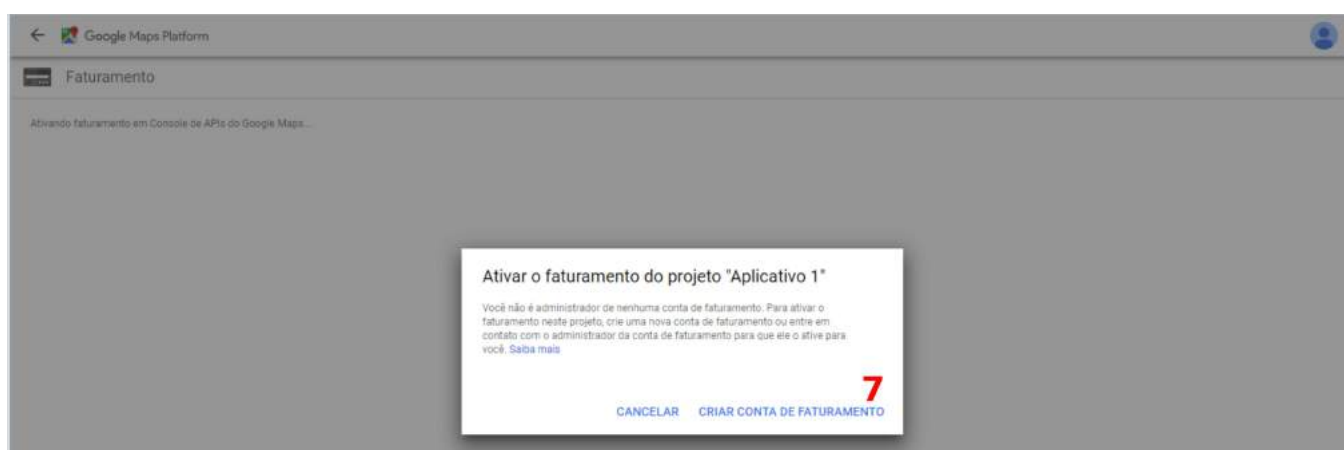 Google Maps Platform
Faturamento
Ativando faturamento em Console de APIs do Google Maps...
Ativar o faturamento do projeto "Aplicativo 1"
Você não é administrador de nenhuma conta de faturamento. Para ativar o
faturamento neste projeto, crie uma nova conta de faturamento ou entre em
contato com o administrador da conta de faturamento para que ele o ative para
você. Saiba mais
7
CANCELAR CRIAR CONTA DE FATURAMENTO